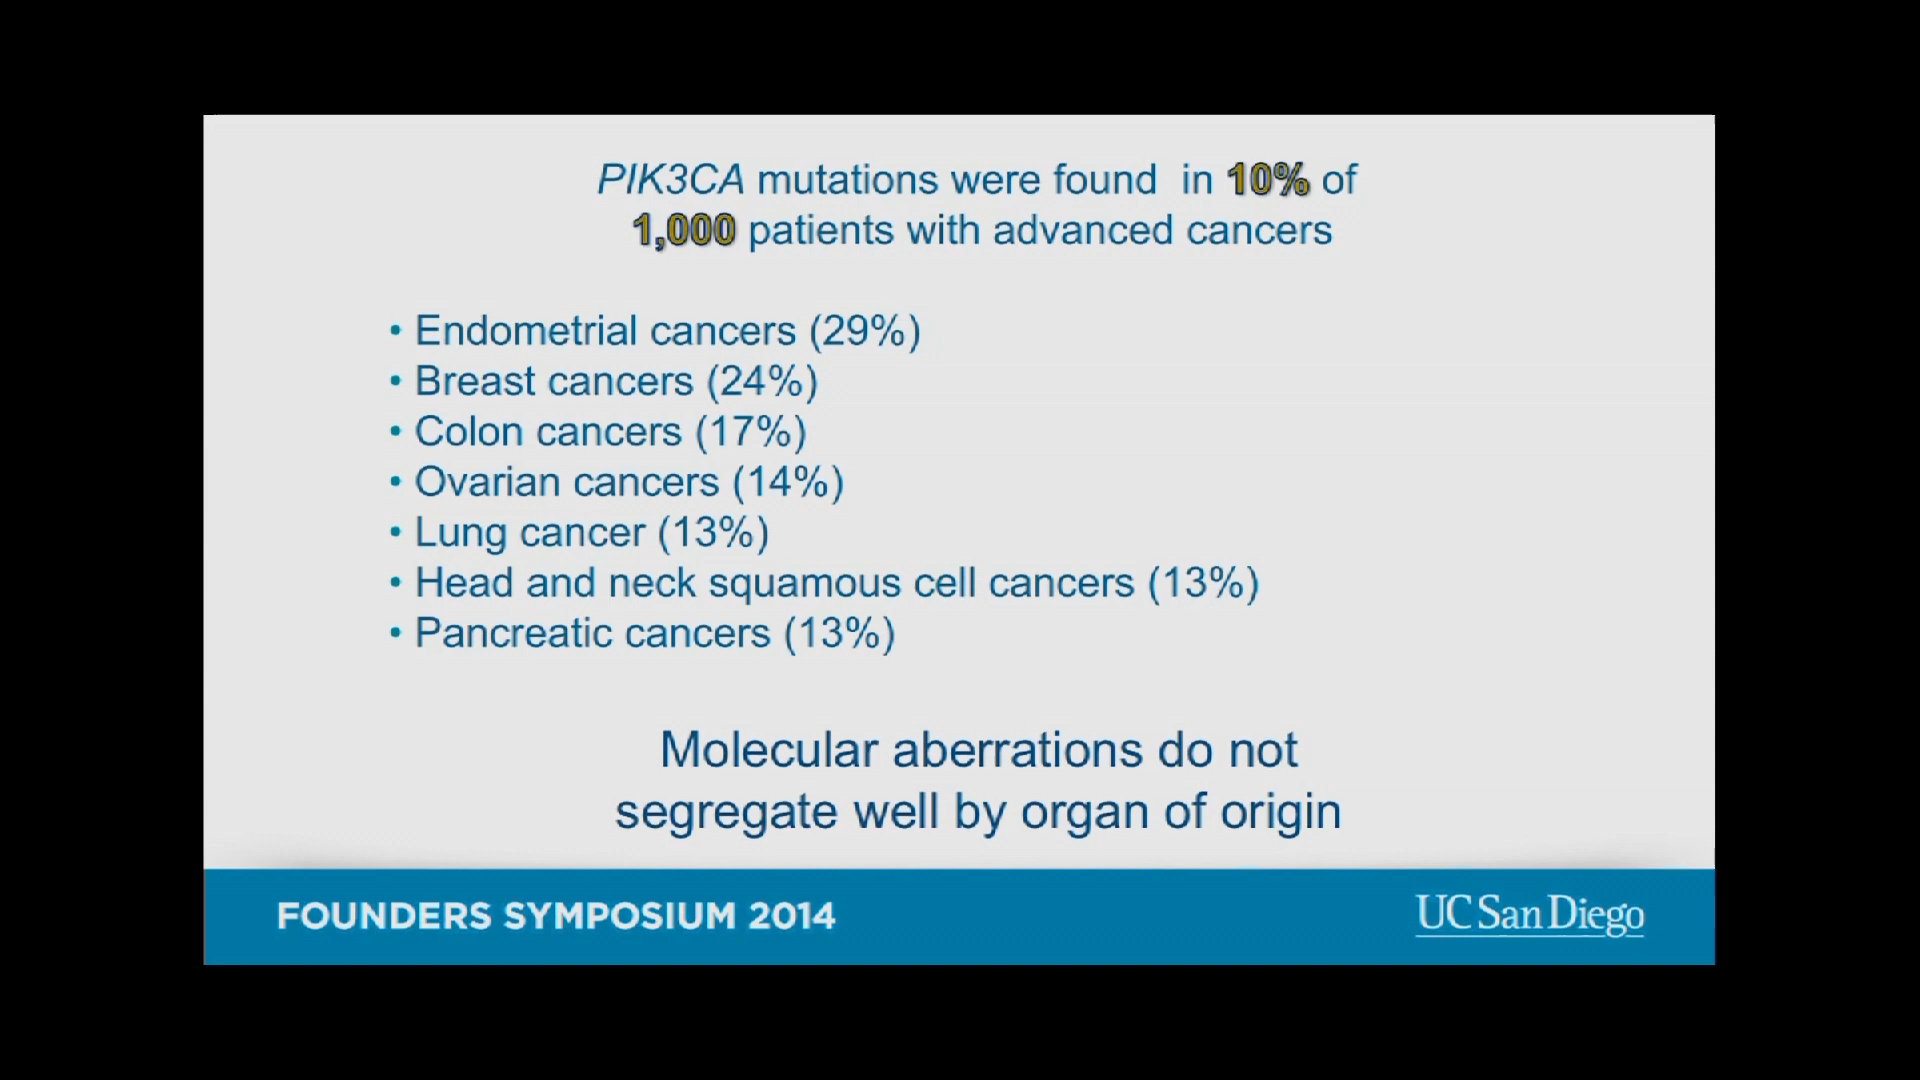 PIK3CA mutations were found in 10% of
1,000 patients with advanced cancers
• Endometrial cancers (29%)
• Breast cancers (24%)
• Colon cancers (17%)
• Ovarian cancers (14%)
• Lung cancer (13%)
• Head and neck squamous cell cancers (13%)
• Pancreatic cancers (13%)
Molecular aberrations do not
segregate well by organ of origin
FOUNDERS SYMPOSIUM 2014
UC San Diego